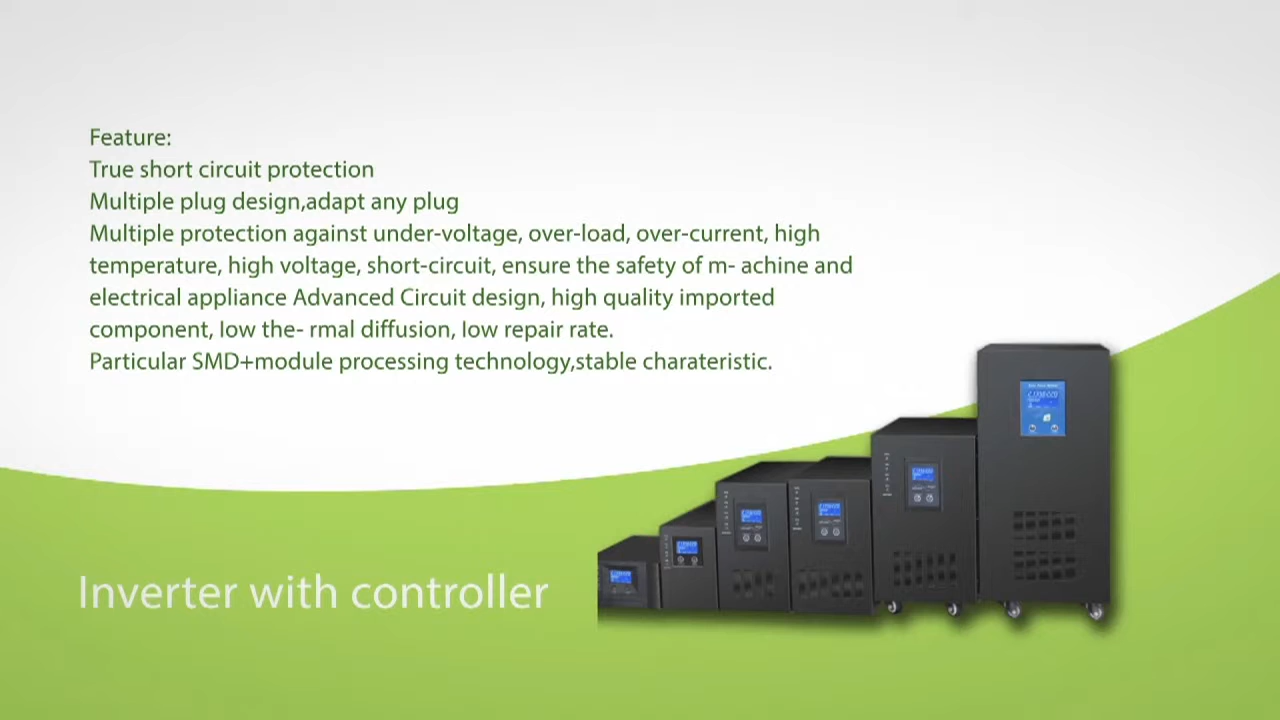 Feature:
True short circuit protection
Multiple plug design,adapt any plug
Multiple protection against under-voltage, over-load, over-current, high
temperature, high voltage, short-circuit, ensure the safety of m- achine and
electrical appliance Advanced Circuit design, high quality imported
component, low the- rmal diffusion, low repair rate.
Particular SMD+module processing technology,stable charateristic.
Inverter with controller